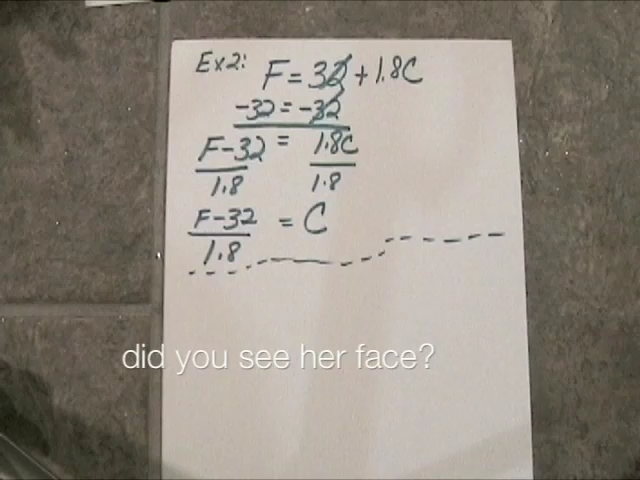 Ex2: F = 32 + 1.8C
-32 = -32
F-32 = 1.8C
1.8 1.8
F-32 = C
1.8
did you see her face?